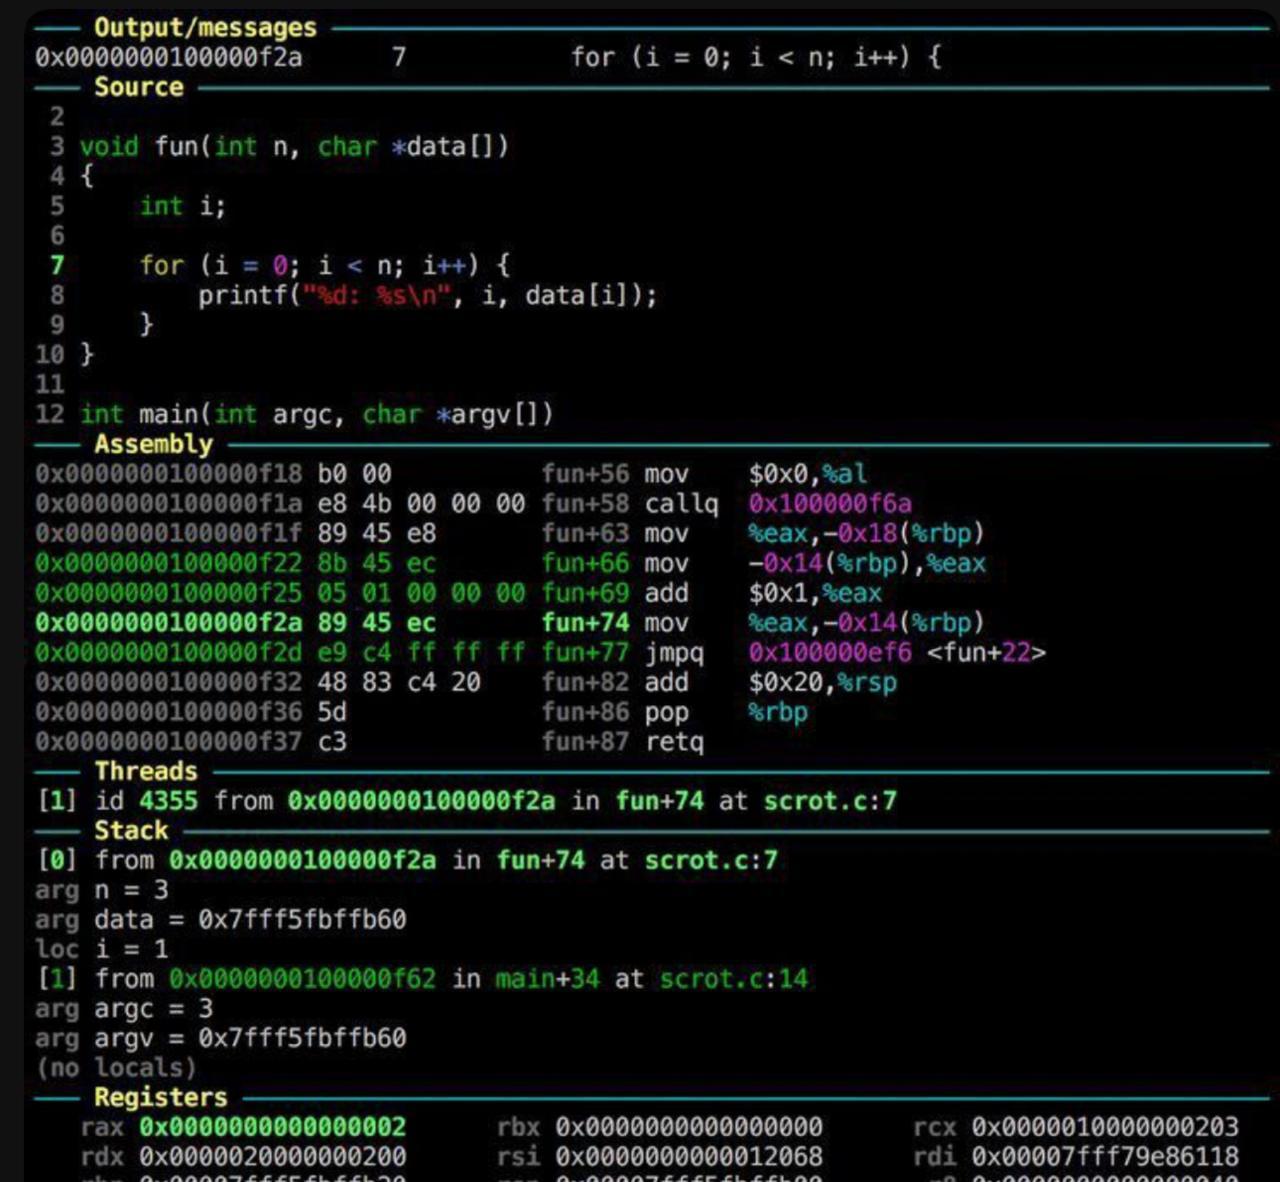 Output/messages
0x0000000100000f2a 7 for (i = 0; i < n; i++) {
Source
2
3 void fun(int n, char *data[])
4 {
5 int i;
6
7 for (i = 0; i < n; i++) {
8 printf("%d: %s\n", i, data[i]);
9 }
10 }
11
12 int main(int argc, char *argv[])
Assembly
0x0000000100000f18 b0 00 fun+56 mov $0x0,%al
0x0000000100000f1a e8 4b 00 00 00 fun+58 callq 0x100000f6a
0x0000000100000f1f 89 45 e8 fun+63 mov %eax,-0x18(%rbp)
0x0000000100000f22 8b 45 ec fun+66 mov -0x14(%rbp),%eax
0x0000000100000f25 05 01 00 00 00 fun+69 add $0x1,%eax
0x0000000100000f2a 89 45 ec fun+74 mov %eax,-0x14(%rbp)
0x0000000100000f2d e9 c4 ff ff ff fun+77 jmpq 0x100000ef6 <fun+22>
0x0000000100000f32 48 83 c4 20 fun+82 add $0x20,%rsp
0x0000000100000f36 5d fun+86 pop %rbp
0x0000000100000f37 c3 fun+87 retq
Threads
[1] id 4355 from 0x0000000100000f2a in fun+74 at scrot.c:7
Stack
[0] from 0x0000000100000f2a in fun+74 at scrot.c:7
arg n = 3
arg data = 0x7fff5fbffb60
loc i = 1
[1] from 0x0000000100000f62 in main+34 at scrot.c:14
arg argc = 3
arg argv = 0x7fff5fbffb60
(no locals)
Registers
rax 0x0000000000000002 rbx 0x0000000000000000 rcx 0x0000010000000203
rdx 0x0000020000000200 rsi 0x0000000000012068 rdi 0x00007fff79e86118